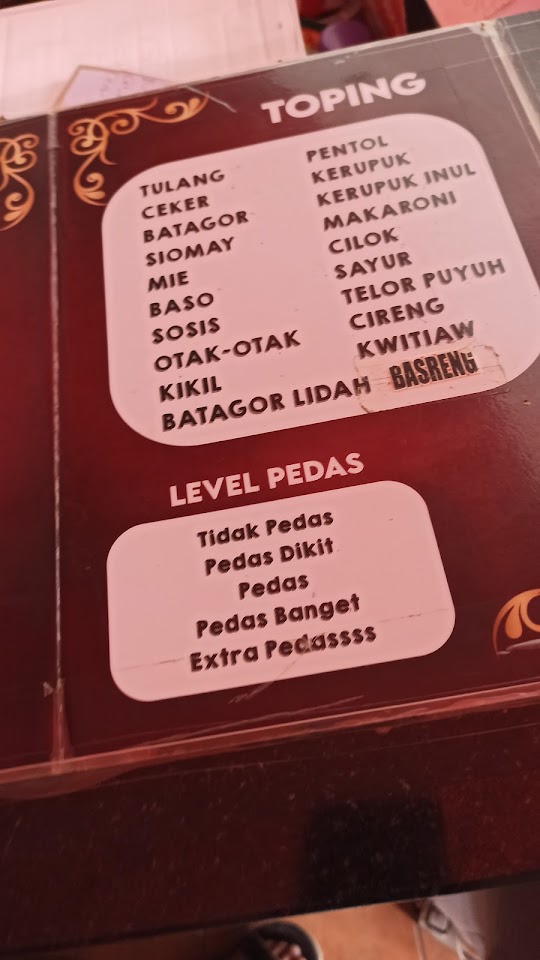 TOPING
TULANG
CEKER
BATAGOR
SIOMAY
MIE
BASO
SOSIS
OTAK-OTAK
KIKIL
BATAGOR LIDAH
PENTOL
KERUPUK
KERUPUK INUL
MAKARONI
CILOK
SAYUR
TELOR PUYUH
CIRENG
KWITIAW
BASRENG
LEVEL PEDAS
Tidak Pedas
Pedas Dikit
Pedas
Pedas Banget
Extra Pedassss